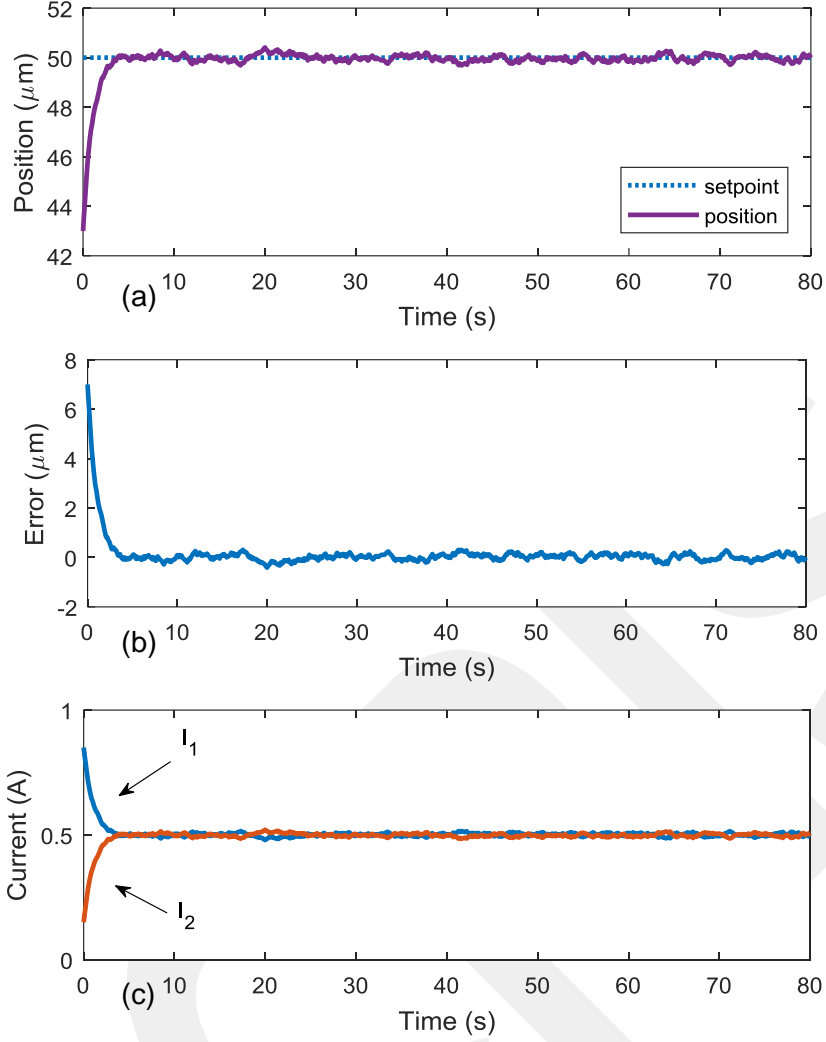 52
50
48
46
44
42
Position (μm)
setpoint
position
0 10 20 30 40 50 60 70 80
(a)
Time (s)
8
6
4
2
0
-2
Error (μm)
0 10 20 30 40 50 60 70 80
(b)
Time (s)
1
0.5
0
Current (A)
I1
I2
0 10 20 30 40 50 60 70 80
(c)
Time (s)